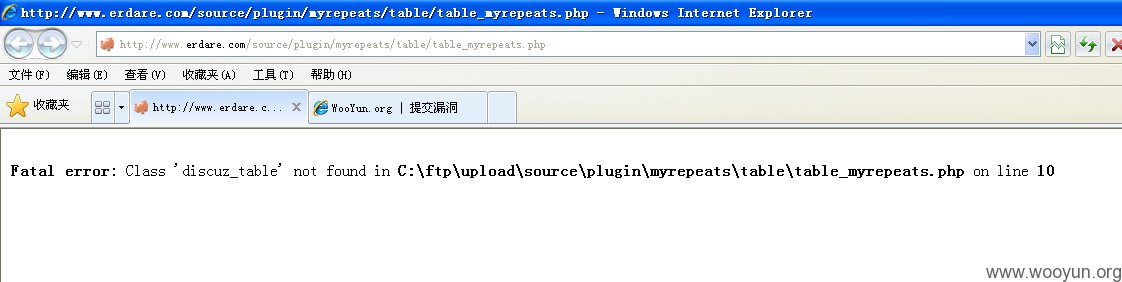 http://www.erdare.com/source/plugin/myrepeats/table/table_myrepeats.php - Windows Internet Explorer
http://www.erdare.com/source/plugin/myrepeats/table/table_myrepeats.php
文件(F) 编辑(E) 查看(V) 收藏夹(A) 工具(T) 帮助(H)
收藏夹 http://www.erdare.c... WooYun.org | 提交漏洞
Fatal error: Class 'discuz_table' not found in C:\ftp\upload\source\plugin\myrepeats\table\table_myrepeats.php on line 10
www.wooyun.org